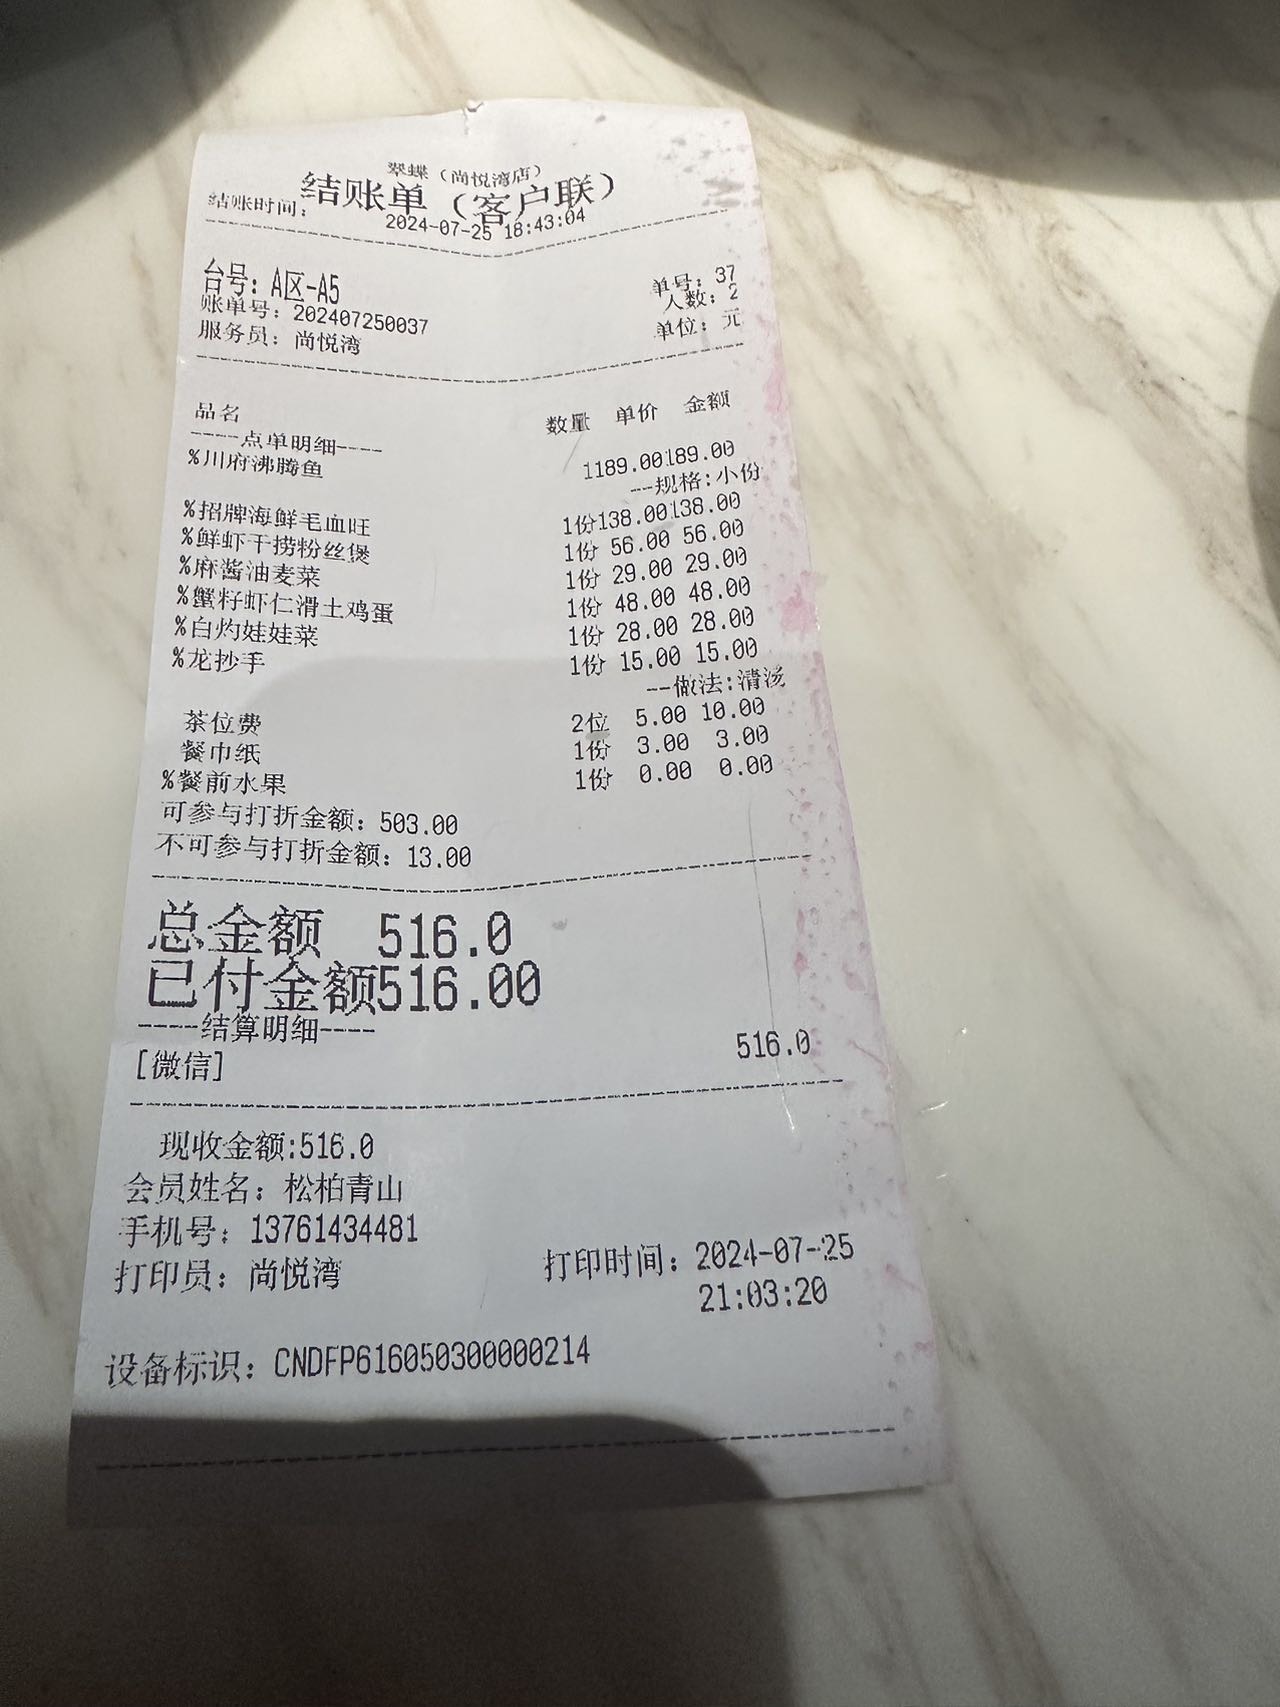 翠蝶（尚悦湾店）
结账单（客户联）
结账时间： 2024-07-25 18:43:04
台号：A区-A5 单号：37
账单号：202407250037 人数：2
服务员：尚悦湾 单位：元
品名 数量 单价 金额
----点单明细----
%川府沸腾鱼 1189.00189.00
--规格:小份
%招牌海鲜毛血旺 1份138.00138.00
%鲜虾干捞粉丝煲 1份 56.00 56.00
%麻酱油麦菜 1份 29.00 29.00
%蟹籽虾仁滑土鸡蛋 1份 48.00 48.00
%白灼娃娃菜 1份 28.00 28.00
%龙抄手 1份 15.00 15.00
--做法:清汤
茶位费 2位 5.00 10.00
餐巾纸 1份 3.00 3.00
%餐前水果 1份 0.00 0.00
可参与打折金额：503.00
不可参与打折金额：13.00
总金额 516.0
已付金额516.00
----结算明细----
[微信] 516.0
现收金额:516.0
会员姓名：松柏青山
手机号：13761434481
打印员：尚悦湾 打印时间：2024-07-25
21:03:20
设备标识：CNDFP616050300000214